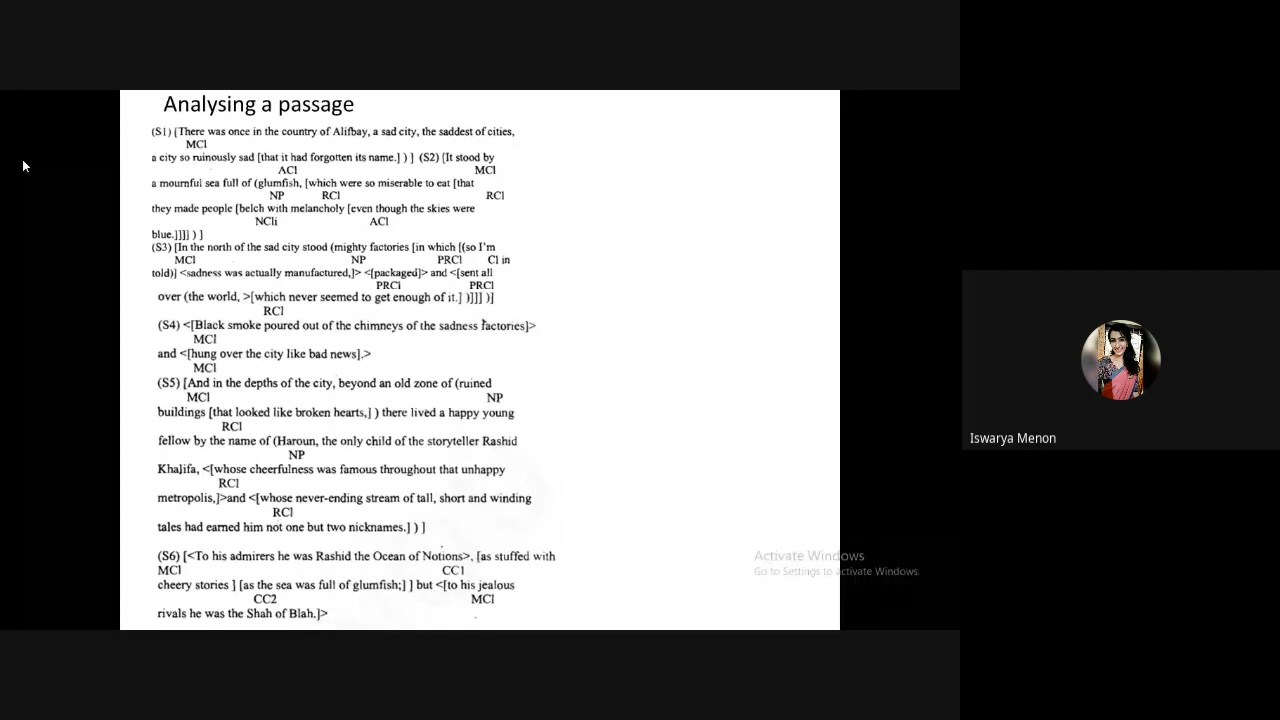 Analysing a passage
(S1) [There was once in the country of Alifbay, a sad city, the saddest of cities,
MCl
a city so ruinously sad [that it had forgotten its name.] ) ] (S2) [It stood by
ACl MCl
a mournful sea full of (glumfish, [which were so miserable to eat [that
NP RCl RCl
they made people [belch with melancholy [even though the skies were
NCli ACl
blue.]]]] ) ]
(S3) [In the north of the sad city stood (mighty factories [in which [(so I'm
MCl NP PRCl Cl in
told)] <sadness was actually manufactured,]> <[packaged]> and <[sent all
PRCl PRCl
over (the world, >[which never seemed to get enough of it.] )]]] )]
RCl
(S4) <[Black smoke poured out of the chimneys of the sadness factories]>
MCl
and <[hung over the city like bad news].>
MCl
(S5) [And in the depths of the city, beyond an old zone of (ruined
MCl NP
buildings [that looked like broken hearts,] ) there lived a happy young
RCl
fellow by the name of (Haroun, the only child of the storyteller Rashid
NP
Khalifa, <[whose cheerfulness was famous throughout that unhappy
RCl
metropolis,]>and <[whose never-ending stream of tall, short and winding
RCl
tales had earned him not one but two nicknames.] ) ]
(S6) [<To his admirers he was Rashid the Ocean of Notions>, [as stuffed with
MCl CC1
cheery stories ] [as the sea was full of glumfish;] ] but <[to his jealous
CC2 MCl
rivals he was the Shah of Blah.]>
Activate Windows
Go to Settings to activate Windows.
Iswarya Menon